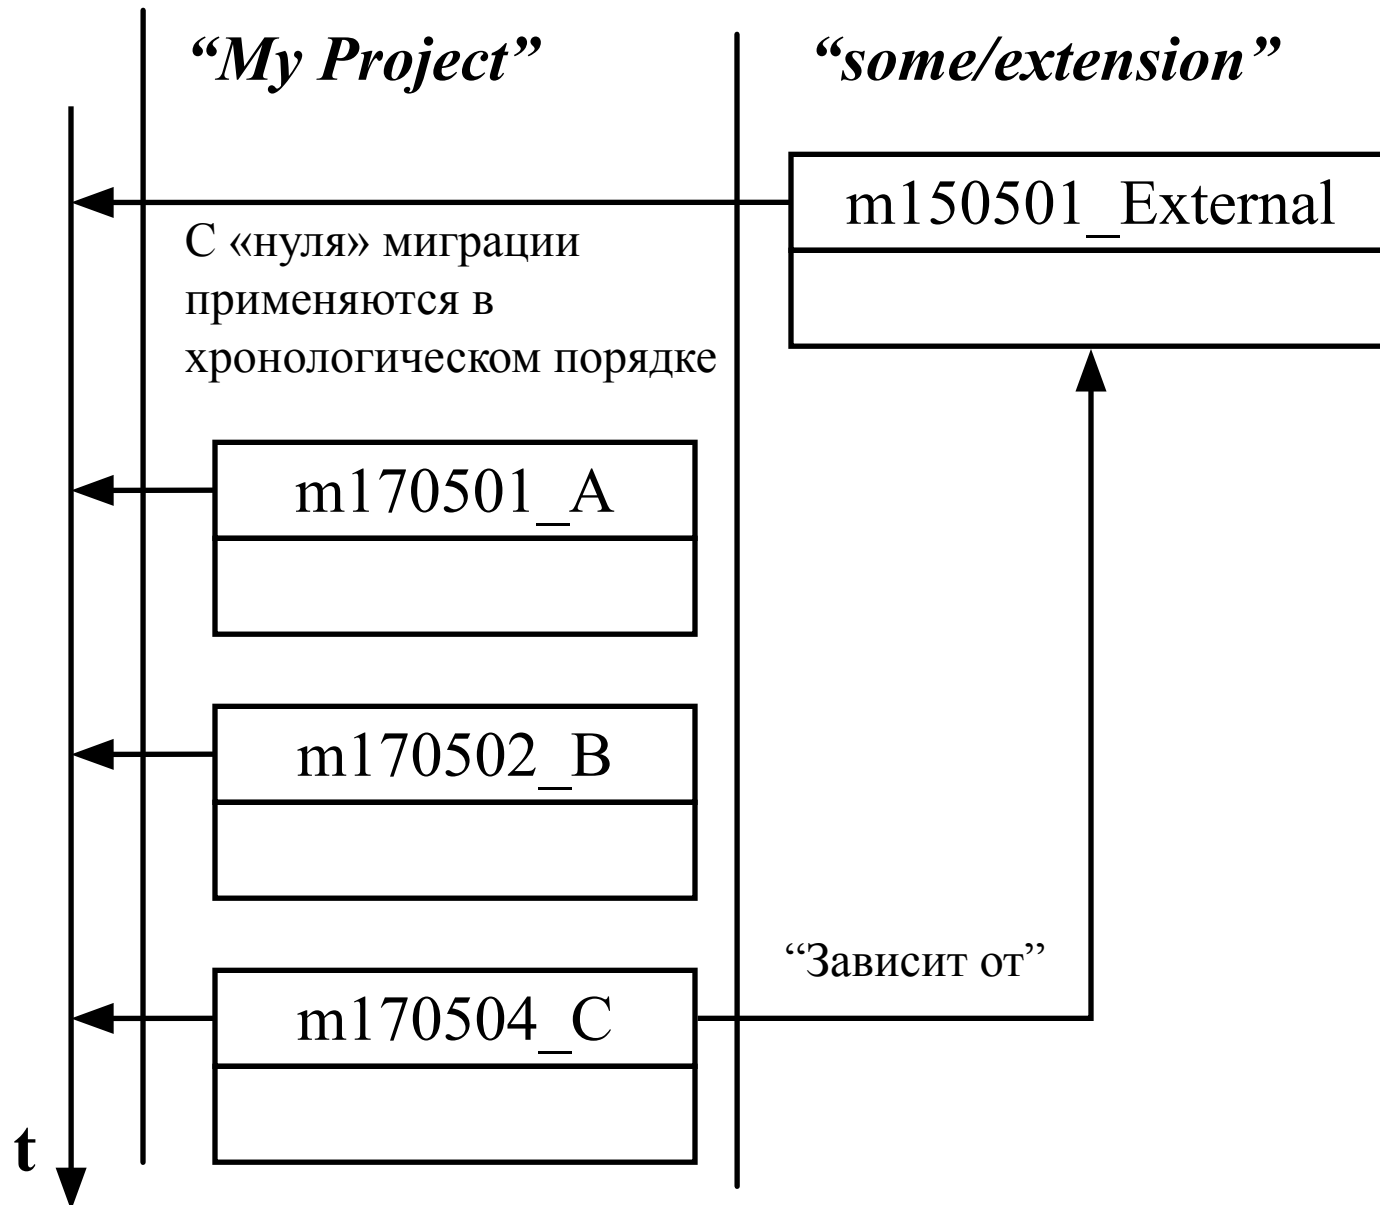 “My Project”
“some/extension”
m150501_External
С «нуля» миграции
применяются в
хронологическом порядке
m170501_A
m170502_B
“Зависит от”
m170504_C
t